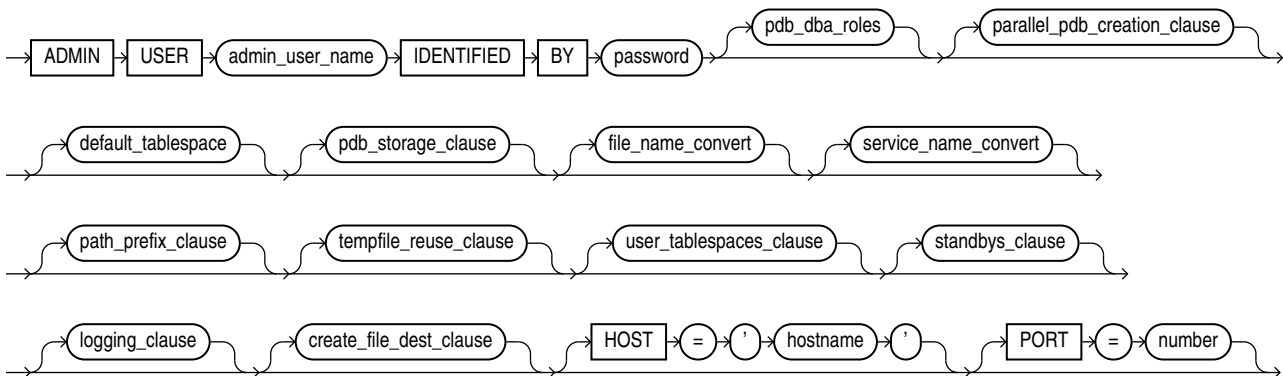 ADMIN USER admin_user_name IDENTIFIED BY password pdb_dba_roles parallel_pdb_creation_clause
default_tablespace pdb_storage_clause file_name_convert service_name_convert
path_prefix_clause tempfile_reuse_clause user_tablespaces_clause standbys_clause
logging_clause create_file_dest_clause HOST = ’ hostname ’ PORT = number